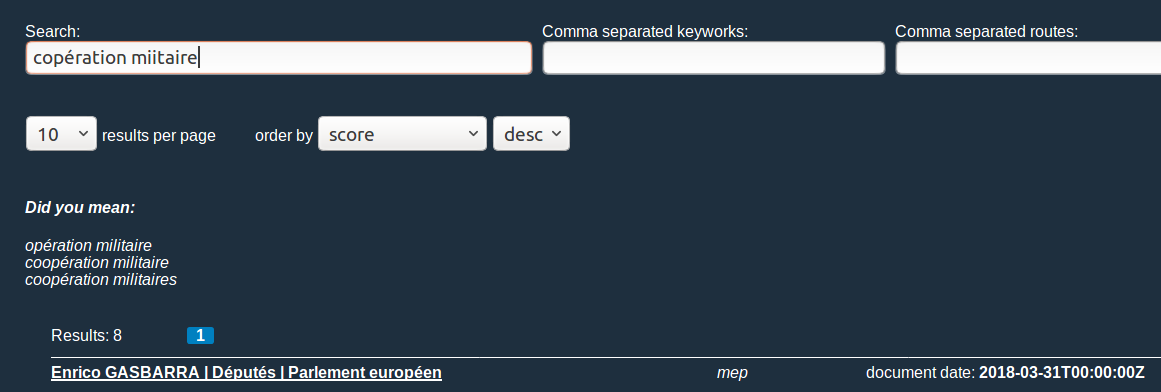 Search: Comma separated keyworks: Comma separated routes:
copération miitaire
10 results per page order by score desc
Did you mean:
opération militaire
coopération militaire
coopération militaires
Results: 8 1
Enrico GASBARRA | Députés | Parlement européen mep document date: 2018-03-31T00:00:00Z